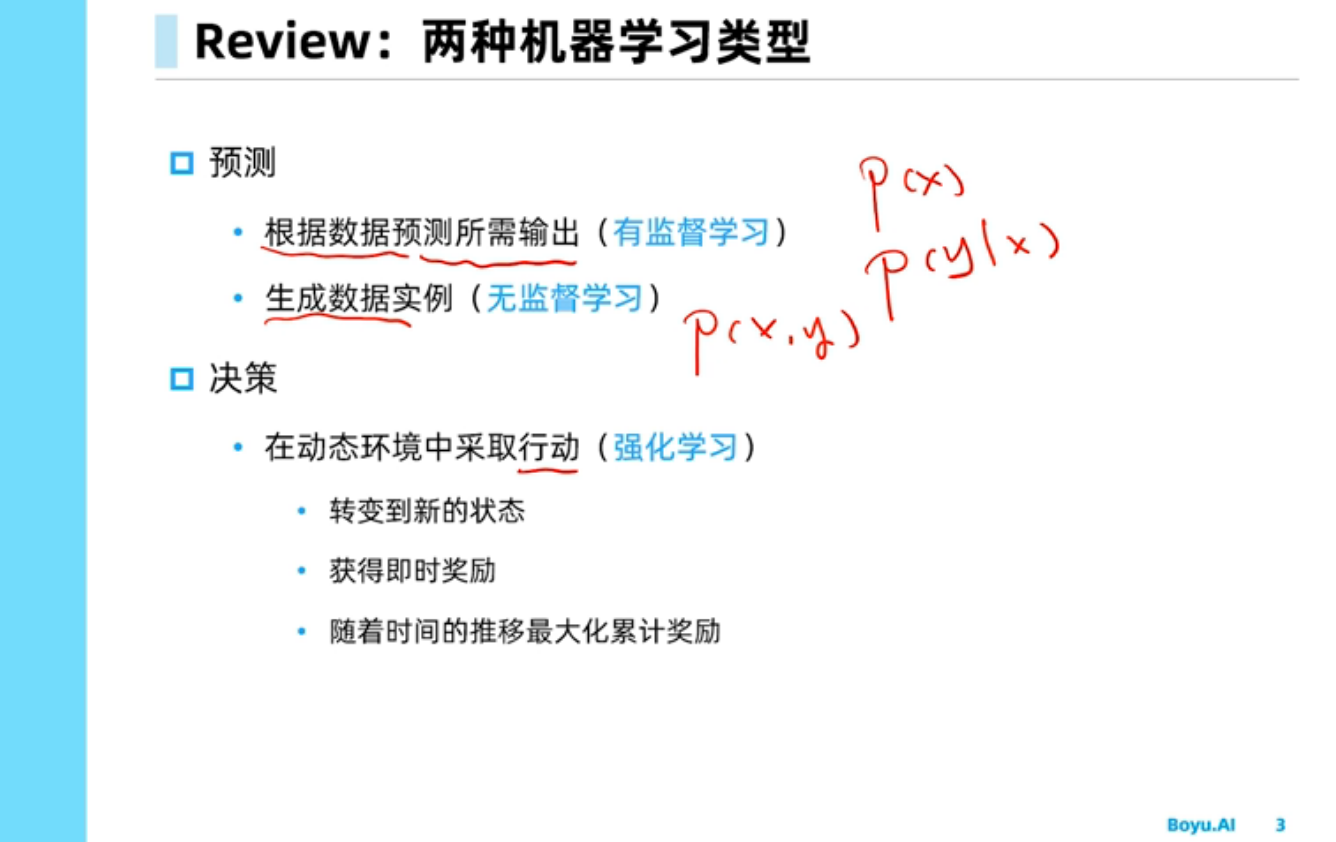 Review：两种机器学习类型
预测
p(x)
• 根据数据预测所需输出（有监督学习）
p(y|x)
• 生成数据实例（无监督学习）
p(x,y)
决策
• 在动态环境中采取行动（强化学习）
• 转变到新的状态
• 获得即时奖励
• 随着时间的推移最大化累计奖励
Boyu.AI 3